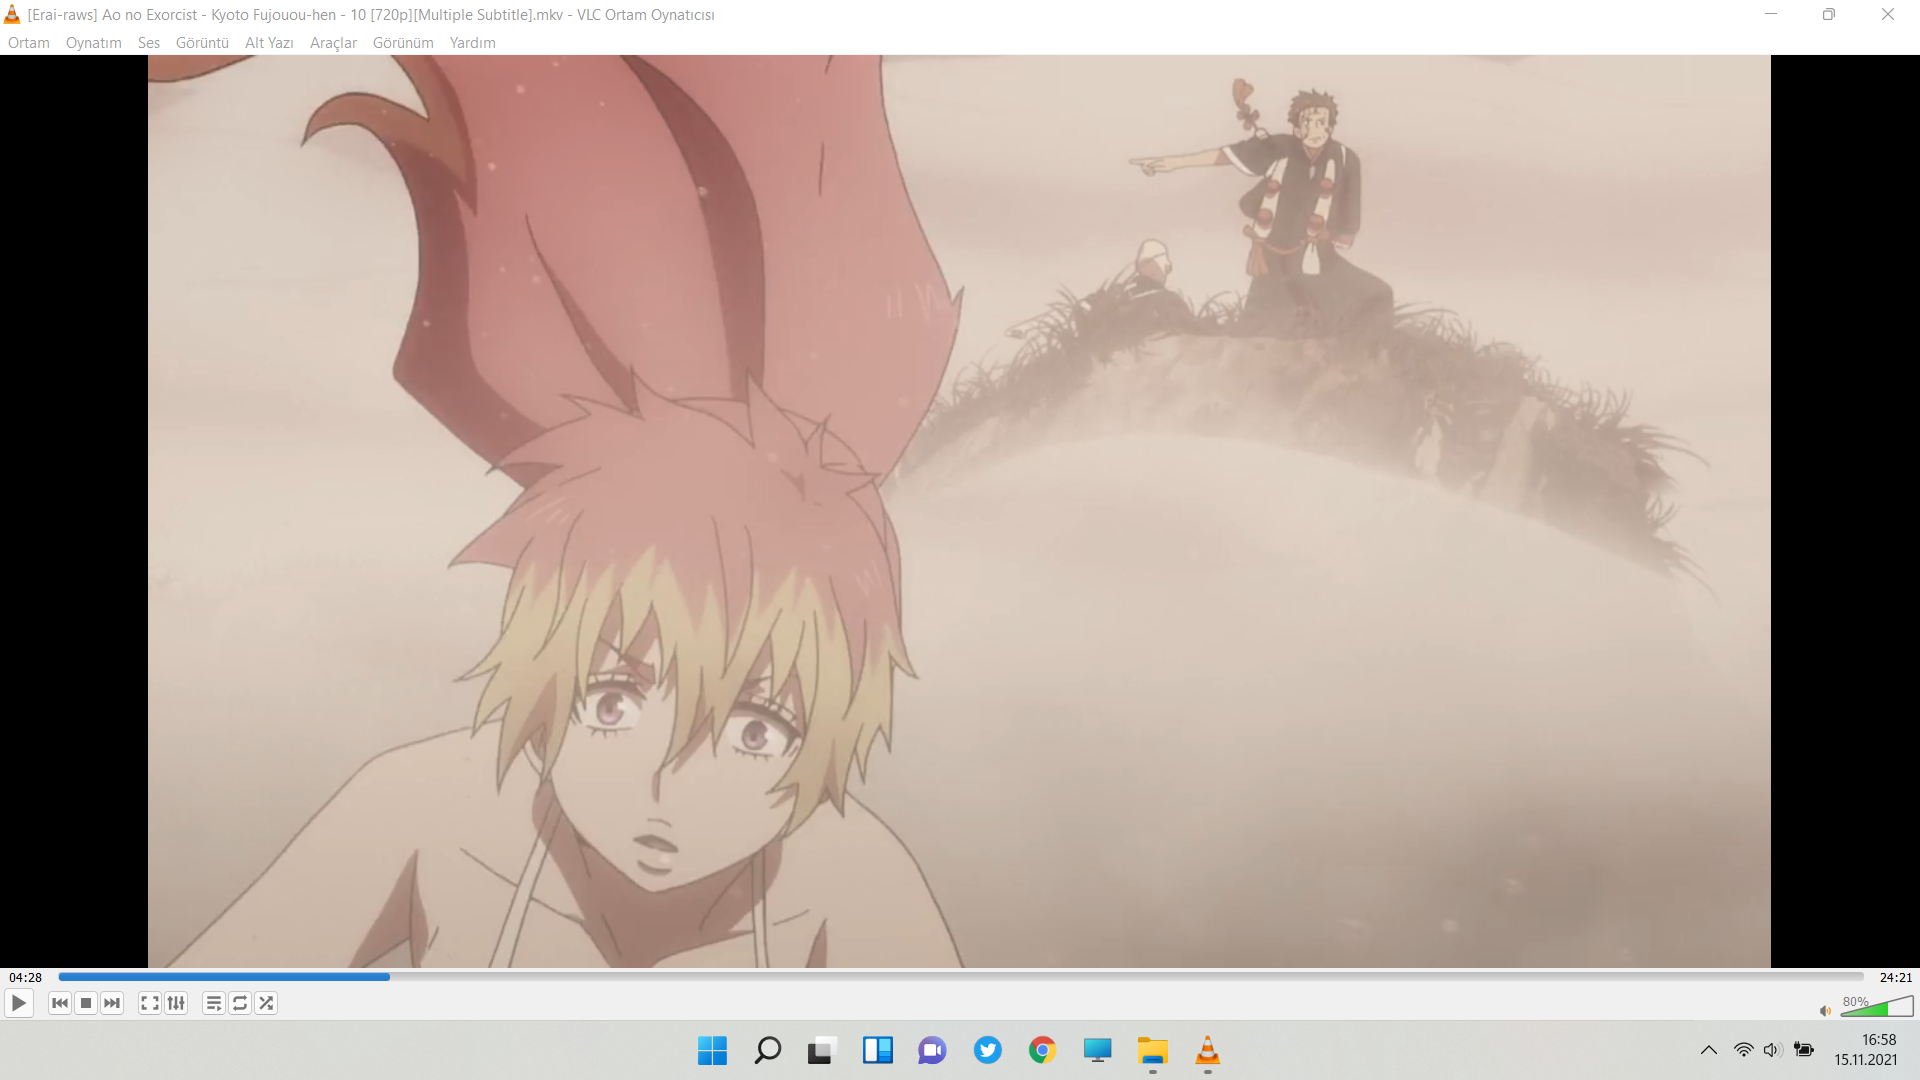 [Erai-raws] Ao no Exorcist - Kyoto Fujouou-hen - 10 [720p][Multiple Subtitle].mkv - VLC Ortam Oynatıcısı
Ortam Oynatım Ses Görüntü Alt Yazı Araçlar Görünüm Yardım
04:28 24:21
80%
16:58
15.11.2021